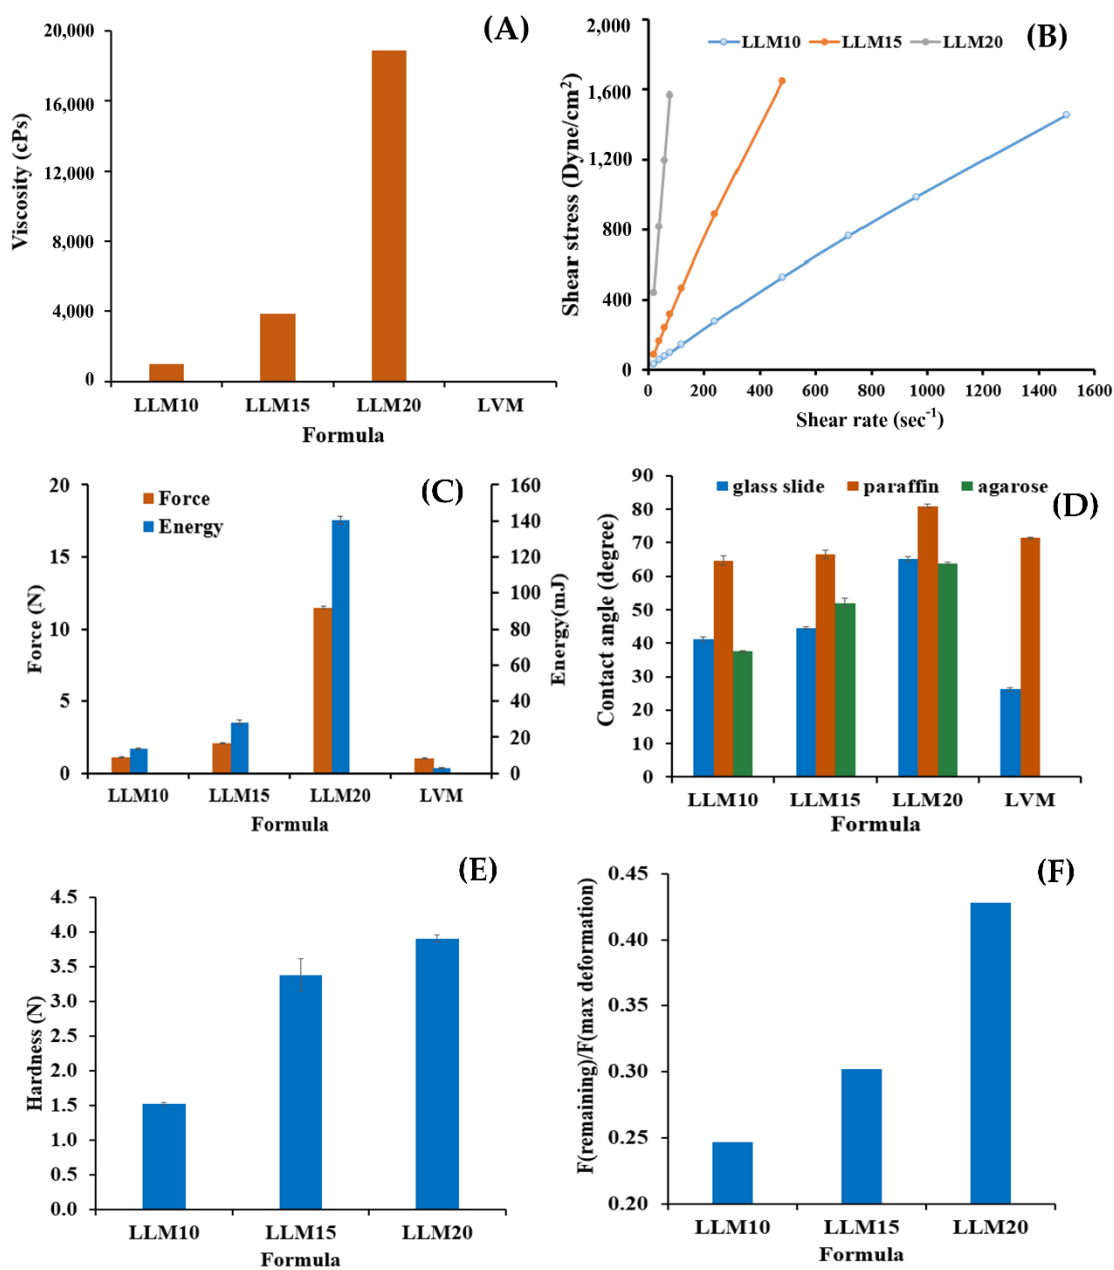 (A)
20,000
16,000
12,000
8,000
4,000
0
Viscosity (cPs)
LLM10 LLM15 LLM20 LVM
Formula
(B)
LLM10 LLM15 LLM20
2,000
1,600
1,200
800
400
0
Shear stress (Dyne/cm²)
0 200 400 600 800 1000 1200 1400 1600
Shear rate (sec⁻¹)
(C)
Force
Energy
20
15
10
5
0
Force (N)
160
140
120
100
80
60
40
20
0
Energy(mJ)
LLM10 LLM15 LLM20 LVM
Formula
(D)
glass slide paraffin agarose
90
80
70
60
50
40
30
20
10
0
Contact angle (degree)
LLM10 LLM15 LLM20 LVM
Formula
(E)
4.5
4.0
3.5
3.0
2.5
2.0
1.5
1.0
0.5
0.0
Hardness (N)
LLM10 LLM15 LLM20
Formula
(F)
0.45
0.40
0.35
0.30
0.25
0.20
F(remaining)/F(max deformation)
LLM10 LLM15 LLM20
Formula